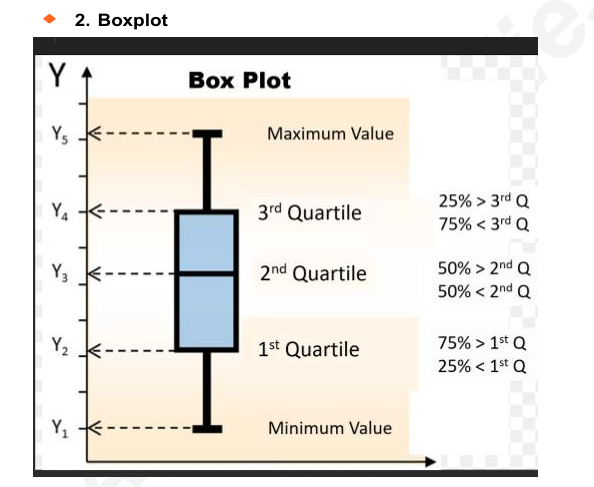 2. Boxplot
Y
Box Plot
Y5
Maximum Value
Y4
3rd Quartile
25% > 3rd Q
75% < 3rd Q
Y3
2nd Quartile
50% > 2nd Q
50% < 2nd Q
Y2
1st Quartile
75% > 1st Q
25% < 1st Q
Y1
Minimum Value